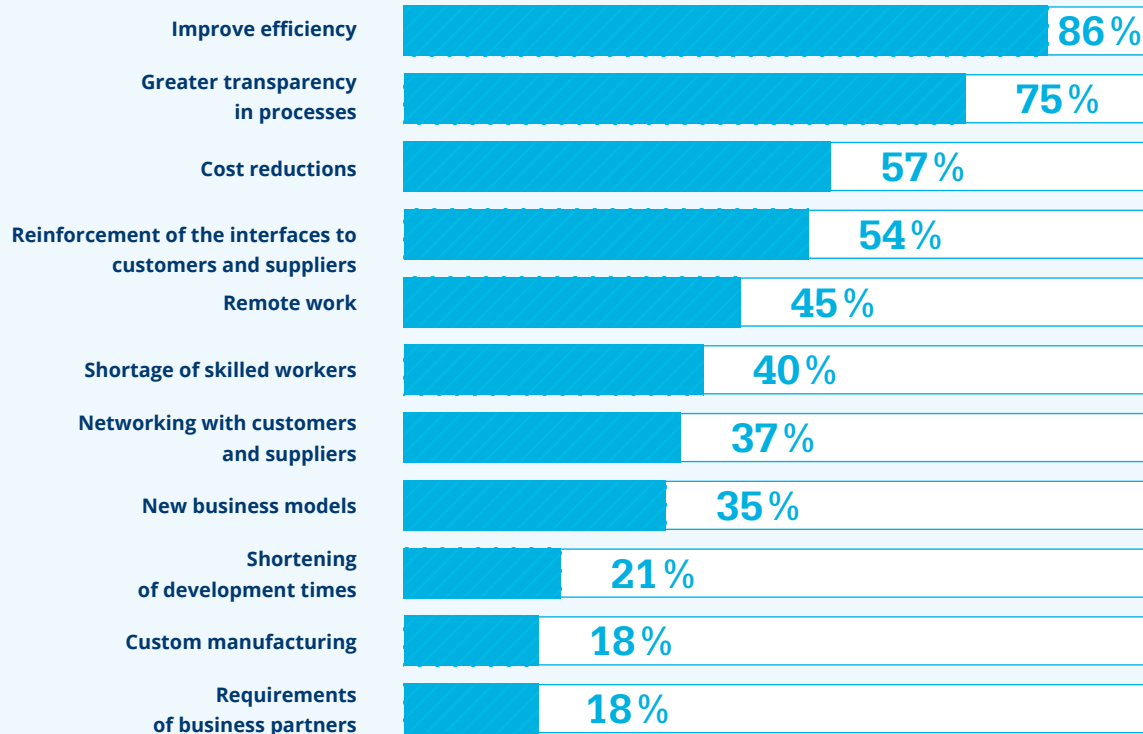 Improve efficiency
86 %
Greater transparency
in processes
75 %
Cost reductions
57 %
Reinforcement of the interfaces to
customers and suppliers
54 %
Remote work
45 %
Shortage of skilled workers
40 %
Networking with customers
and suppliers
37 %
New business models
35 %
Shortening
of development times
21 %
Custom manufacturing
18 %
Requirements
of business partners
18 %